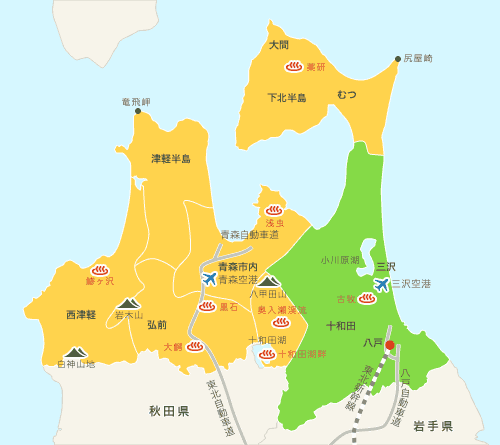 大間
尻屋崎
薬研
下北半島
むつ
竜飛岬
津軽半島
浅虫
青森自動車道
小川原湖
青森市内
三沢
鰺ヶ沢
青森空港
三沢空港
八甲田山
古牧
西津軽
岩木山
黒石
奥入瀬渓流
弘前
十和田
十和田湖
八戸
大鰐
十和田湖畔
白神山地
東北自動車道
東北新幹線
八戸自動車道
秋田県
岩手県